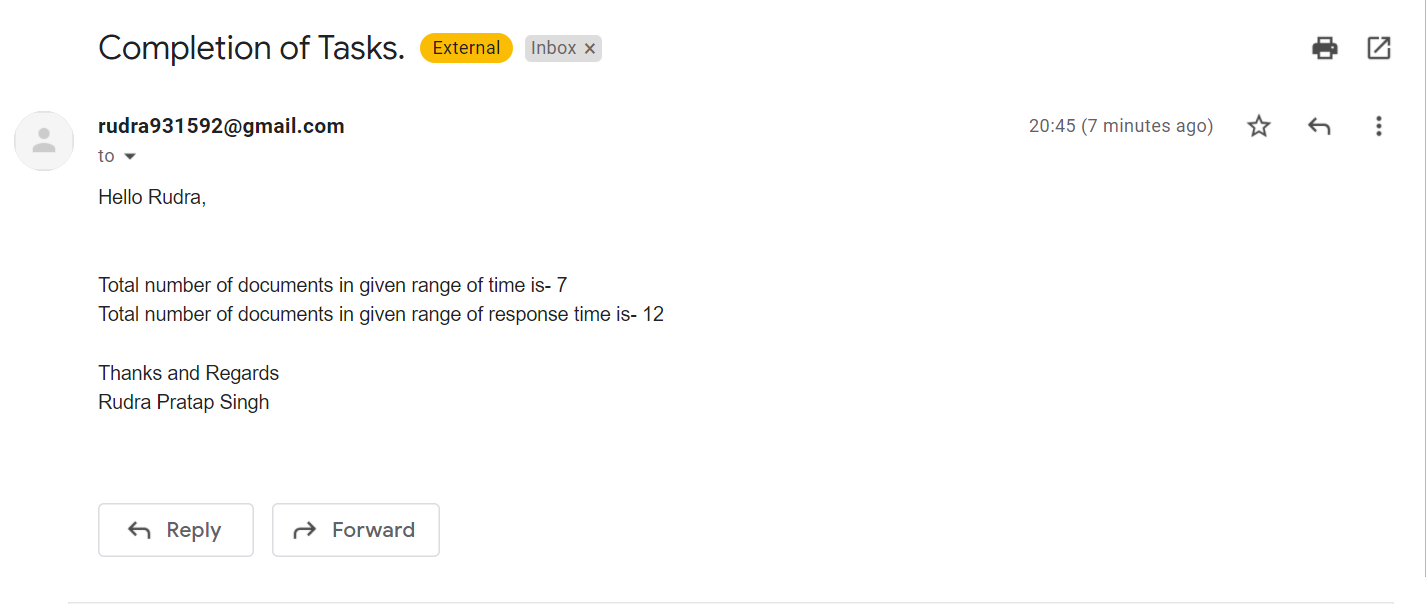 Completion of Tasks. External Inbox ×
rudra931592@gmail.com 20:45 (7 minutes ago)
to
Hello Rudra,
Total number of documents in given range of time is- 7
Total number of documents in given range of response time is- 12
Thanks and Regards
Rudra Pratap Singh
Reply Forward